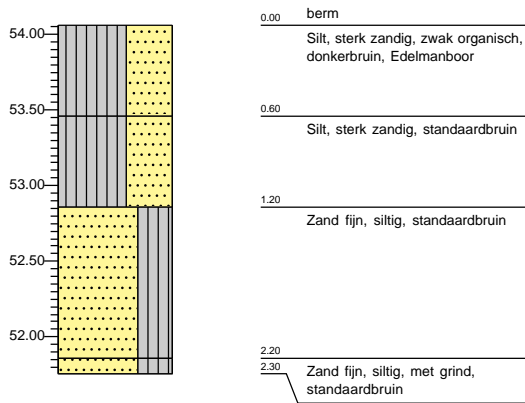 berm
0.00
Silt, sterk zandig, zwak organisch,
donkerbruin, Edelmanboor
0.60
Silt, sterk zandig, standaardbruin
1.20
Zand fijn, siltig, standaardbruin
2.20
2.30
Zand fijn, siltig, met grind,
standaardbruin
54.00
53.50
53.00
52.50
52.00